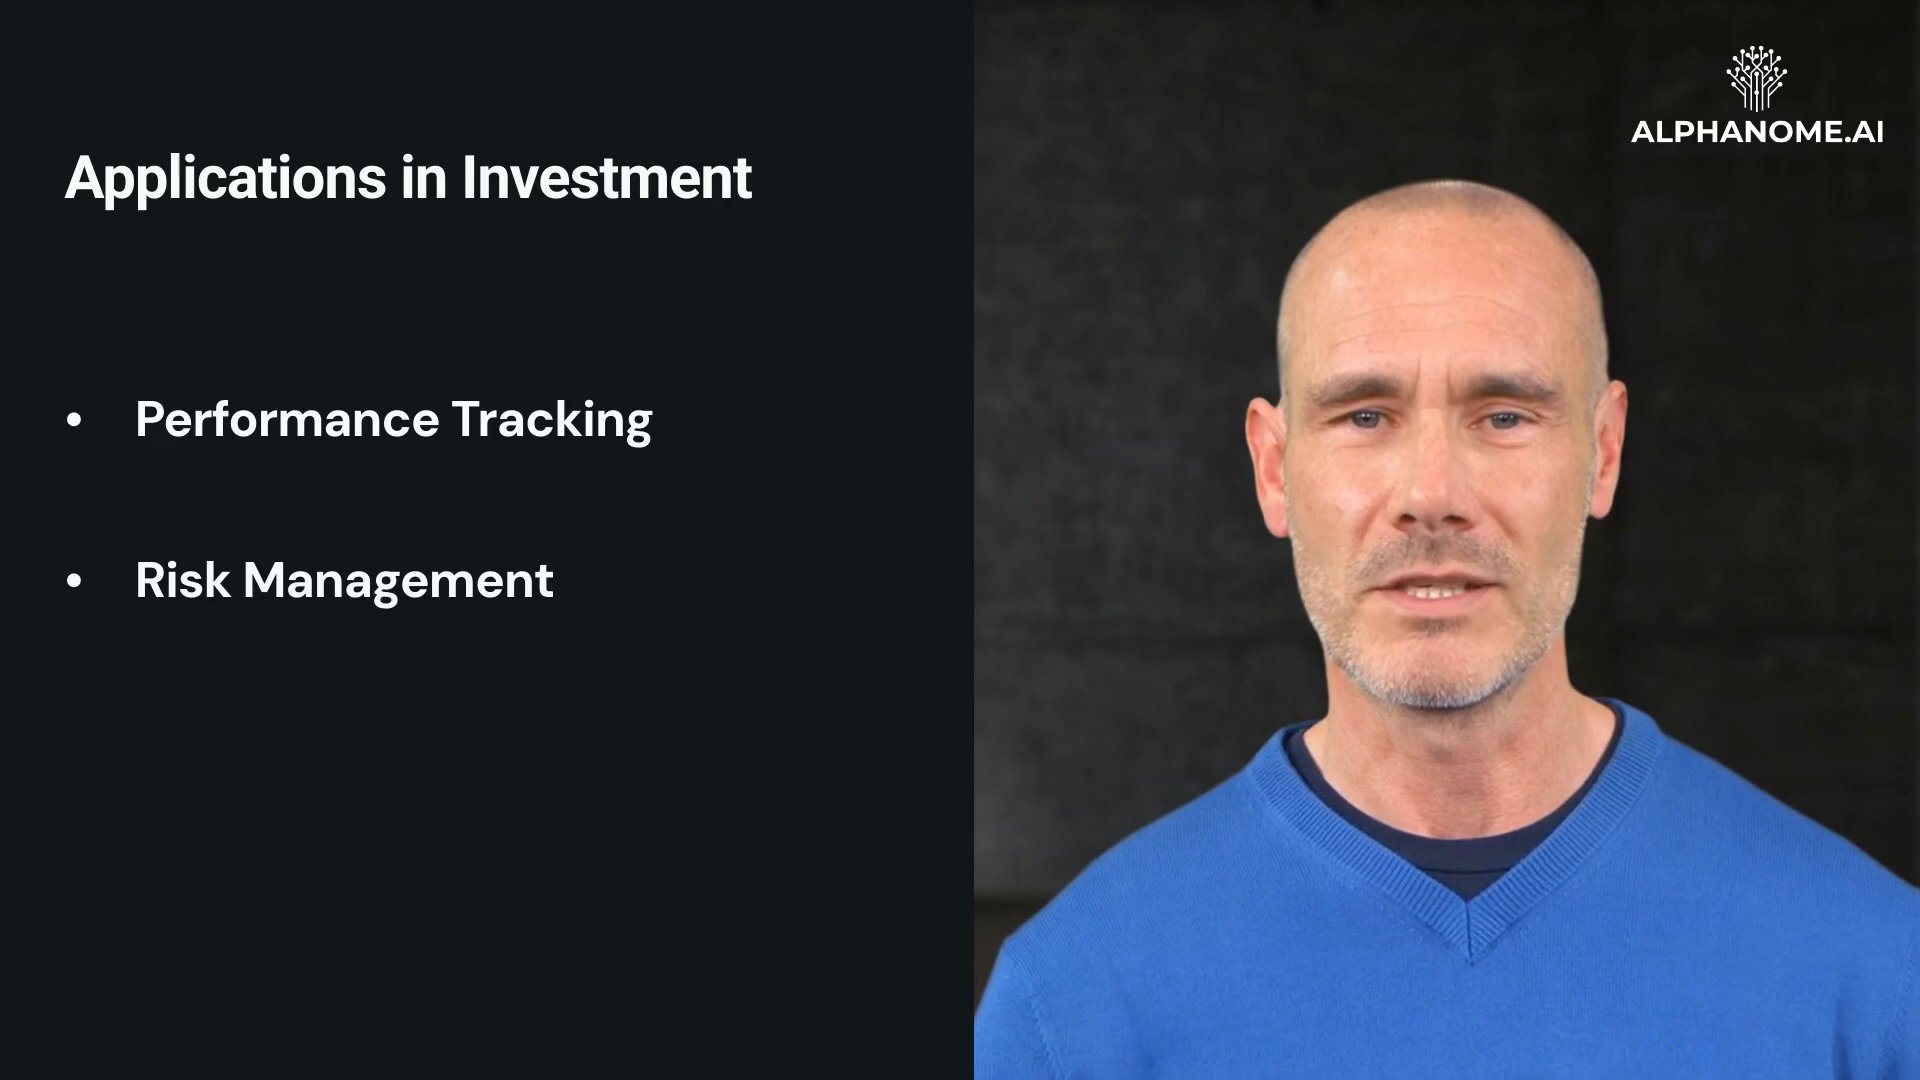 ALPHANOME.AI
Applications in Investment
• Performance Tracking
• Risk Management